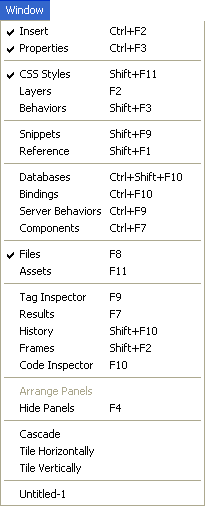 Window
Insert Ctrl+F2
Properties Ctrl+F3
CSS Styles Shift+F11
Layers F2
Behaviors Shift+F3
Snippets Shift+F9
Reference Shift+F1
Databases Ctrl+Shift+F10
Bindings Ctrl+F10
Server Behaviors Ctrl+F9
Components Ctrl+F7
Files F8
Assets F11
Tag Inspector F9
Results F7
History Shift+F10
Frames Shift+F2
Code Inspector F10
Arrange Panels
Hide Panels F4
Cascade
Tile Horizontally
Tile Vertically
Untitled-1